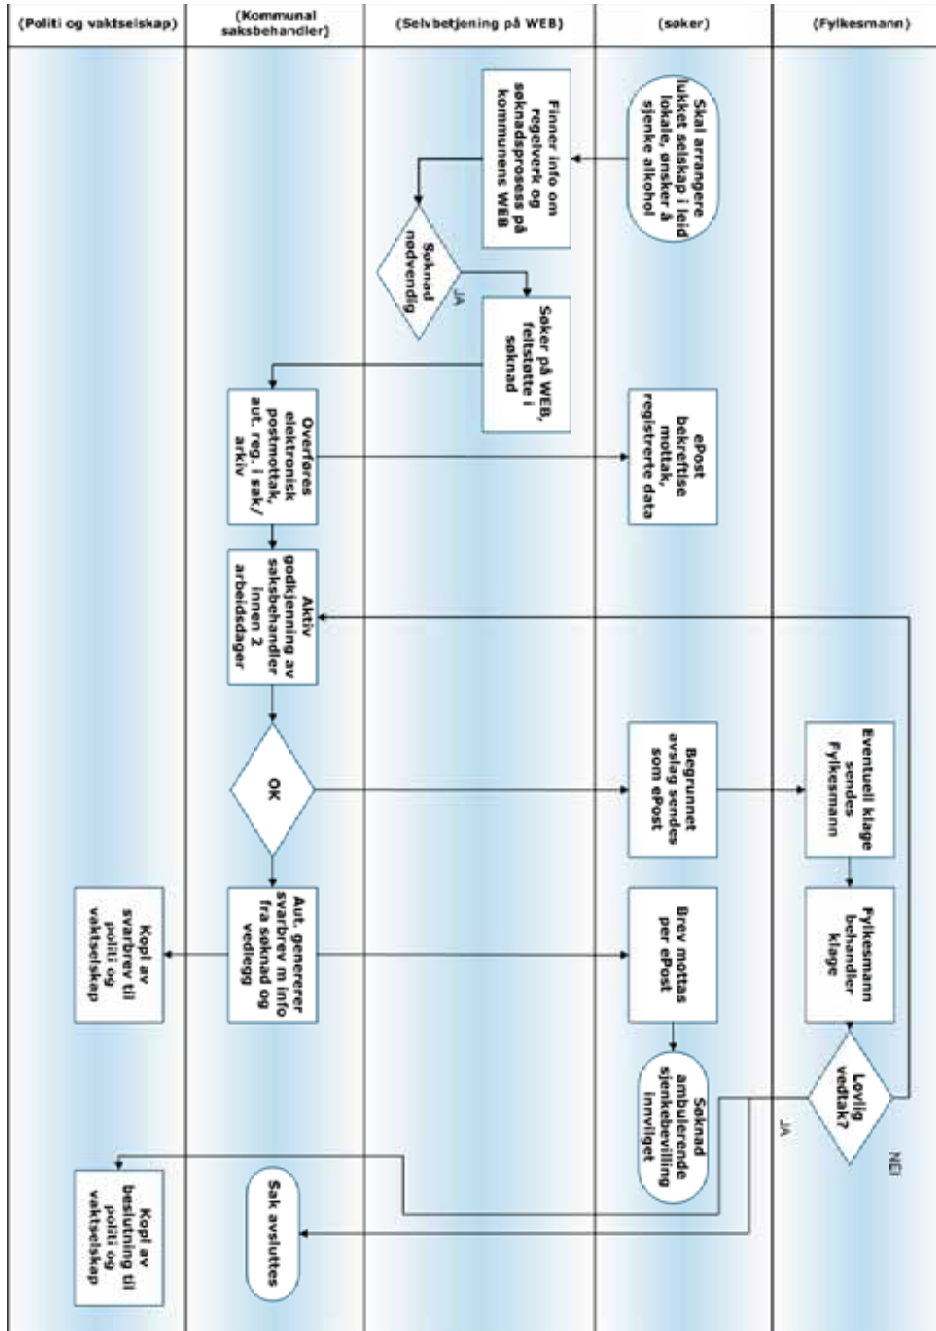 (Politi og vaktselskap)
(Kommunal
saksbehandler)
(Selvbetjening på WEB)
(søker)
(Fylkesmann)
Skal arrangere
lukket selskap i leid
lokale, ønsker å
sjenke alkohol
Finner info om
regelverk og
søknadsprosess på
kommunens WEB
Søknad
nødvendig
JA
Søker på WEB,
feltstøtte i
søknad
Overføres
elektronisk
postmottak,
aut. reg. i sak/
arkiv
ePost
bekreftlse
mottak,
registrerte data
Aktiv
godkjenning av
saksbehandler
innen 2
arbeidsdager
OK
Begrunnet
avslag sendes
som ePost
Eventuell klage
sendes
Fylkesmann
Fylkesmann
behandler
klage
Lovlig
vedtak?
NEI
JA
Aut. genererer
svarbrev m info
fra søknad og
vedlegg
Brev mottas
per ePost
Kopi av
svarbrev til
politi og
vaktselskap
Søknad
ambulerende
sjenkebevilling
innvilget
Sak avsluttes
Kopi av
beslutning til
politi og
vaktselskap